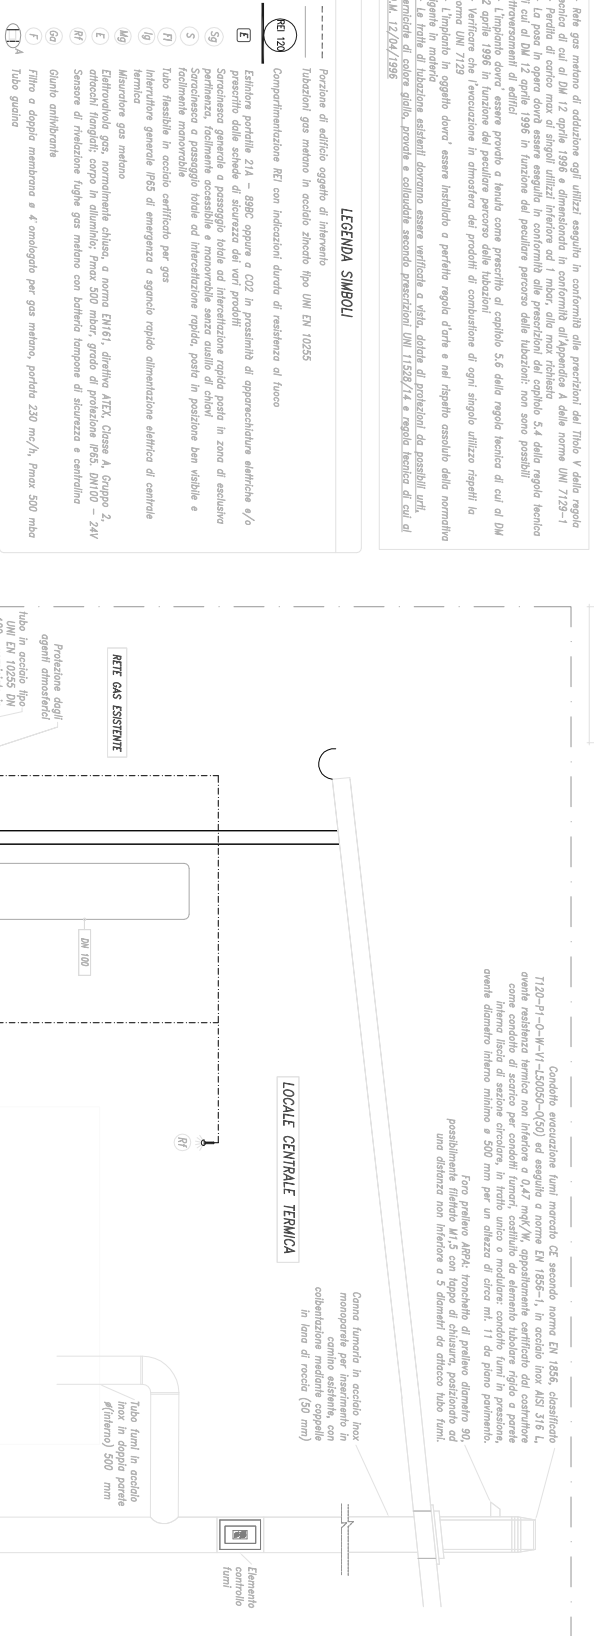 - Rete gas metano di adduzione agli utilizzi eseguita in conformità alle precrizioni del Titolo V della regola
tecnica di cui al DM 12 aprile 1996 e dimensionata in conformità all'Appendice A delle norme UNI 7129-1
- Perdita di carico max ai singoli utilizzi inferiore ad 1 mbar, alla max richiesta
- La posa in opera dovrà essere eseguita in conformità alle prescrizioni del capitolo 5.4 della regola tecnica
di cui al DM 12 aprile 1996 in funzione del peculiare percorso delle tubazioni: non sono possibili
attraversamenti di edifici
- L'impianto dovra' essere provato a tenuta come prescritto al capitolo 5.6 della regola tecnica di cui al DM
12 aprile 1996 in funzione del peculiare percorso delle tubazioni
- Verificare che l'evacuazione in atmosfera dei prodotti di combustione di ogni singolo utilizzo rispetti la
norma UNI 7129
- L'impianto in oggetto dovra' essere installato a perfetta regola d'arte e nel rispetto assoluto della normativa
vigente in materia
- Le tratta di tubazione esistenti dovranno essere verificate a vista, dotate di protezioni da possibili urti,
verniciate di colore giallo, provate e collaudate secondo prescrizioni UNI 11528/14 e regola tecnica di cui al
D.M. 12/04/1996
LEGENDA SIMBOLI
Porzione di edificio oggetto di intervento
Tubazioni gas metano in acciaio zincato tipo UNI EN 10255
REI 120
Compartimentazione REI con indicazioni durata di resistenza al fuoco
E
Estintore portatile 21A - 89BC oppure a CO2 in prossimità di apparecchiature elettriche e/o
prescritto dalle schede di sicurezza dei vari prodotti
Sg
Saracinesca generale a passaggio totale ad intercettazione rapida posta in zona di esclusiva
pertinenza, facilmente accessibile e manovrabile senza ausilio di chiavi
S
Saracinesca a passaggio totale ad intercettazione rapida, posta in posizione ben visibile e
facilmente manovrabile
Fl
Tubo flessibile in acciaio certificato per gas
Ig
Interruttore generale IP65 di emergenza a sgancio rapido alimentazione elettrica di centrale
termica
Mg
Misuratore gas metano
E
Elettrovalvola gas, normalmente chiusa, a norma EN161, direttiva ATEX, Classe A, Gruppo 2,
attacchi flangiati; corpo in alluminio; Pmax 500 mbar, grado di protezione IP65. DN100 - 24V
Rf
Sensore di rivelazione fughe gas metano con batteria tampone di sicurezza e centralina
Ga
Giunto antivibrante
F
Filtro a doppia membrana ø 4" omologato per gas metano, portata 230 mc/h, Pmax 500 mba
A
Tubo guaina
Condotto evacuazione fumi marcato CE secondo norma EN 1856, classificato
T120-P1-O-W-V1-L50050-O(50) ed eseguita a norme EN 1856-1, in acciaio inox AISI 316 L,
avente resistenza termica non inferiore a 0,47 mqK/W, appositamente certificato dal costruttore
come condotto di scarico per condotti fumari, costituito da elemento tubolare rigido a parete
interna liscia di sezione circolare, in tratto unico o modulare: condotto fumi in pressione,
avente diametro interno minimo ø 500 mm per un altezza di circa mt. 11 da piano pavimento.
Foro prelievo ARPA: tronchetto di prelievo diametro 90,
possibilmente filettato M1,5 con tappo di chiusura, posizionato ad
una distanza non inferiore a 5 diametri da attacco tubo fumi.
Canna fumaria in acciaio inox
monoparete per inserimento in
camino esistente, con
coibentazione mediante coppelle
in lana di roccia (50 mm)
LOCALE CENTRALE TERMICA
Elemento
controllo
fumi
Rf
Tubo fumi in acciaio
inox in doppia parete
ø(interno) 500 mm
RETE GAS ESISTENTE
DN 100
Protezione dagli
agenti atmosferici
tubo in acciaio tipo
UNI EN 10255 DN